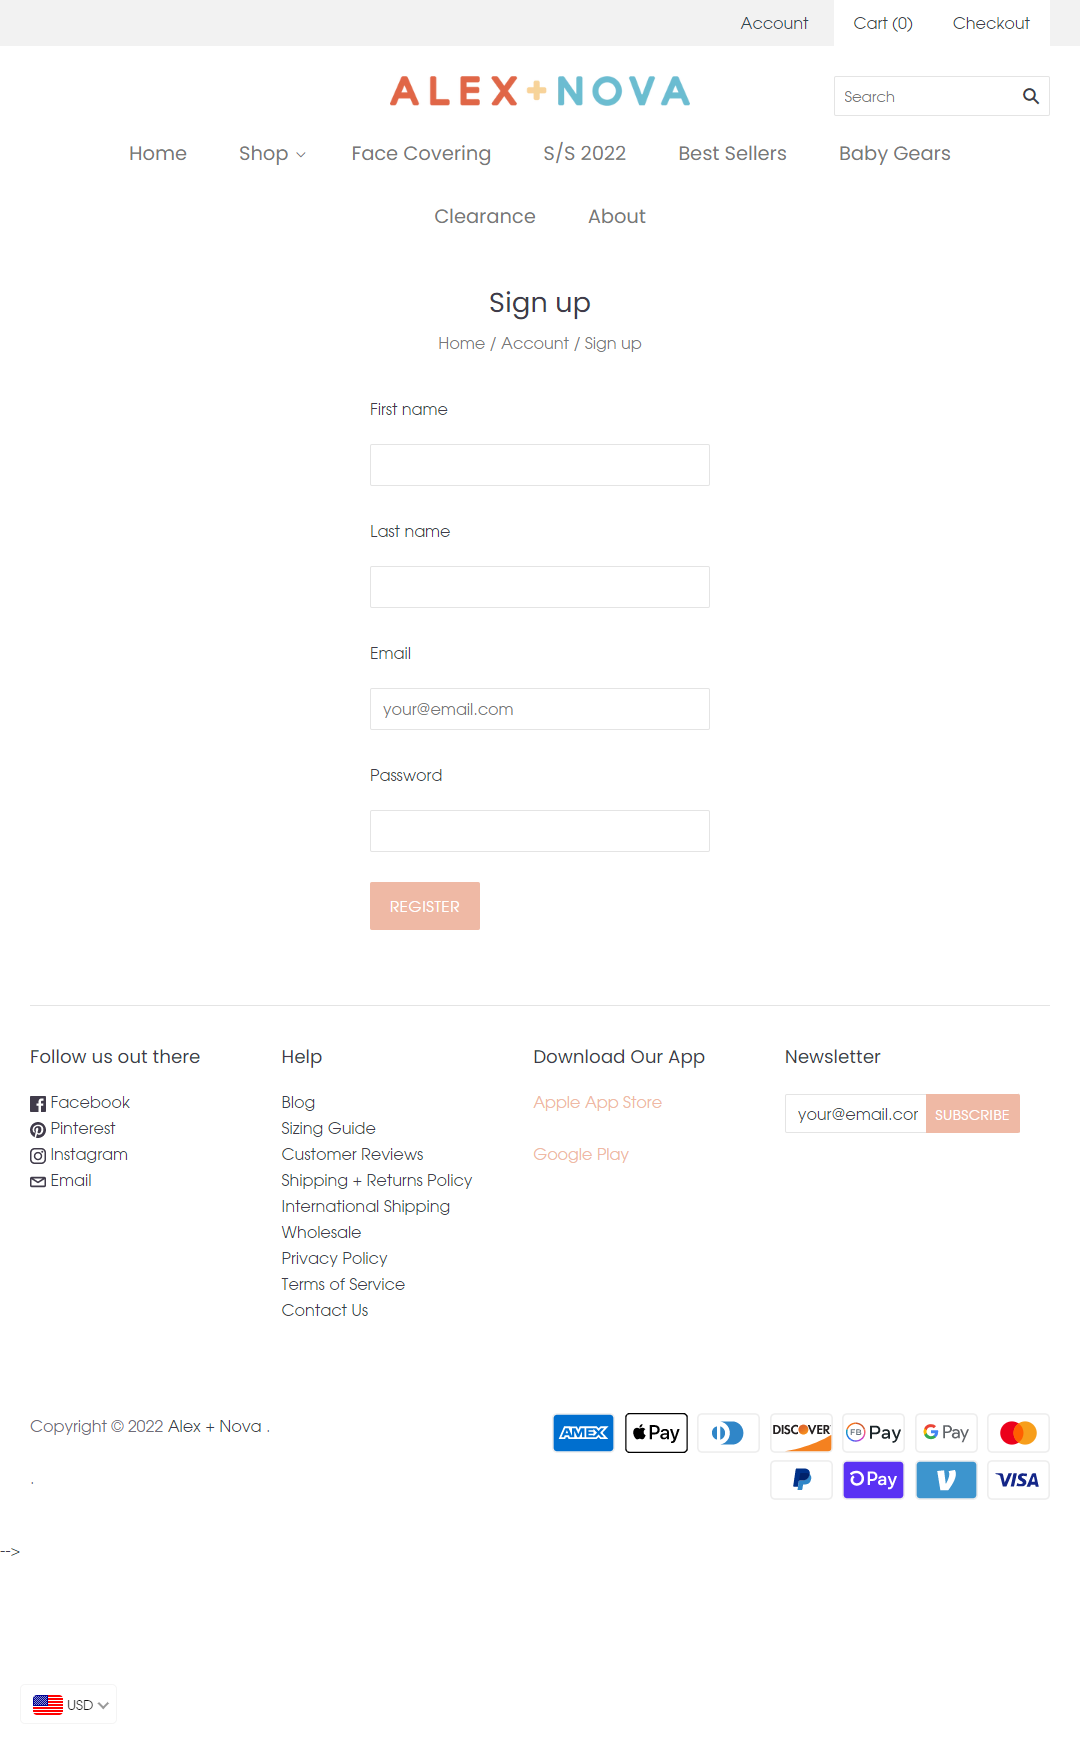 Account Cart (0) Checkout
ALEX+NOVA
Search
Home Shop Face Covering S/S 2022 Best Sellers Baby Gears
Clearance About
Sign up
Home / Account / Sign up
First name
Last name
Email
your@email.com
Password
REGISTER
Follow us out there
Facebook
Pinterest
Instagram
Email
Help
Blog
Sizing Guide
Customer Reviews
Shipping + Returns Policy
International Shipping
Wholesale
Privacy Policy
Terms of Service
Contact Us
Download Our App
Apple App Store
Google Play
Newsletter
your@email.cor SUBSCRIBE
Copyright © 2022 Alex + Nova .
.
AMEX Pay DISCOVER FB Pay G Pay
P Pay V VISA
-->
USD